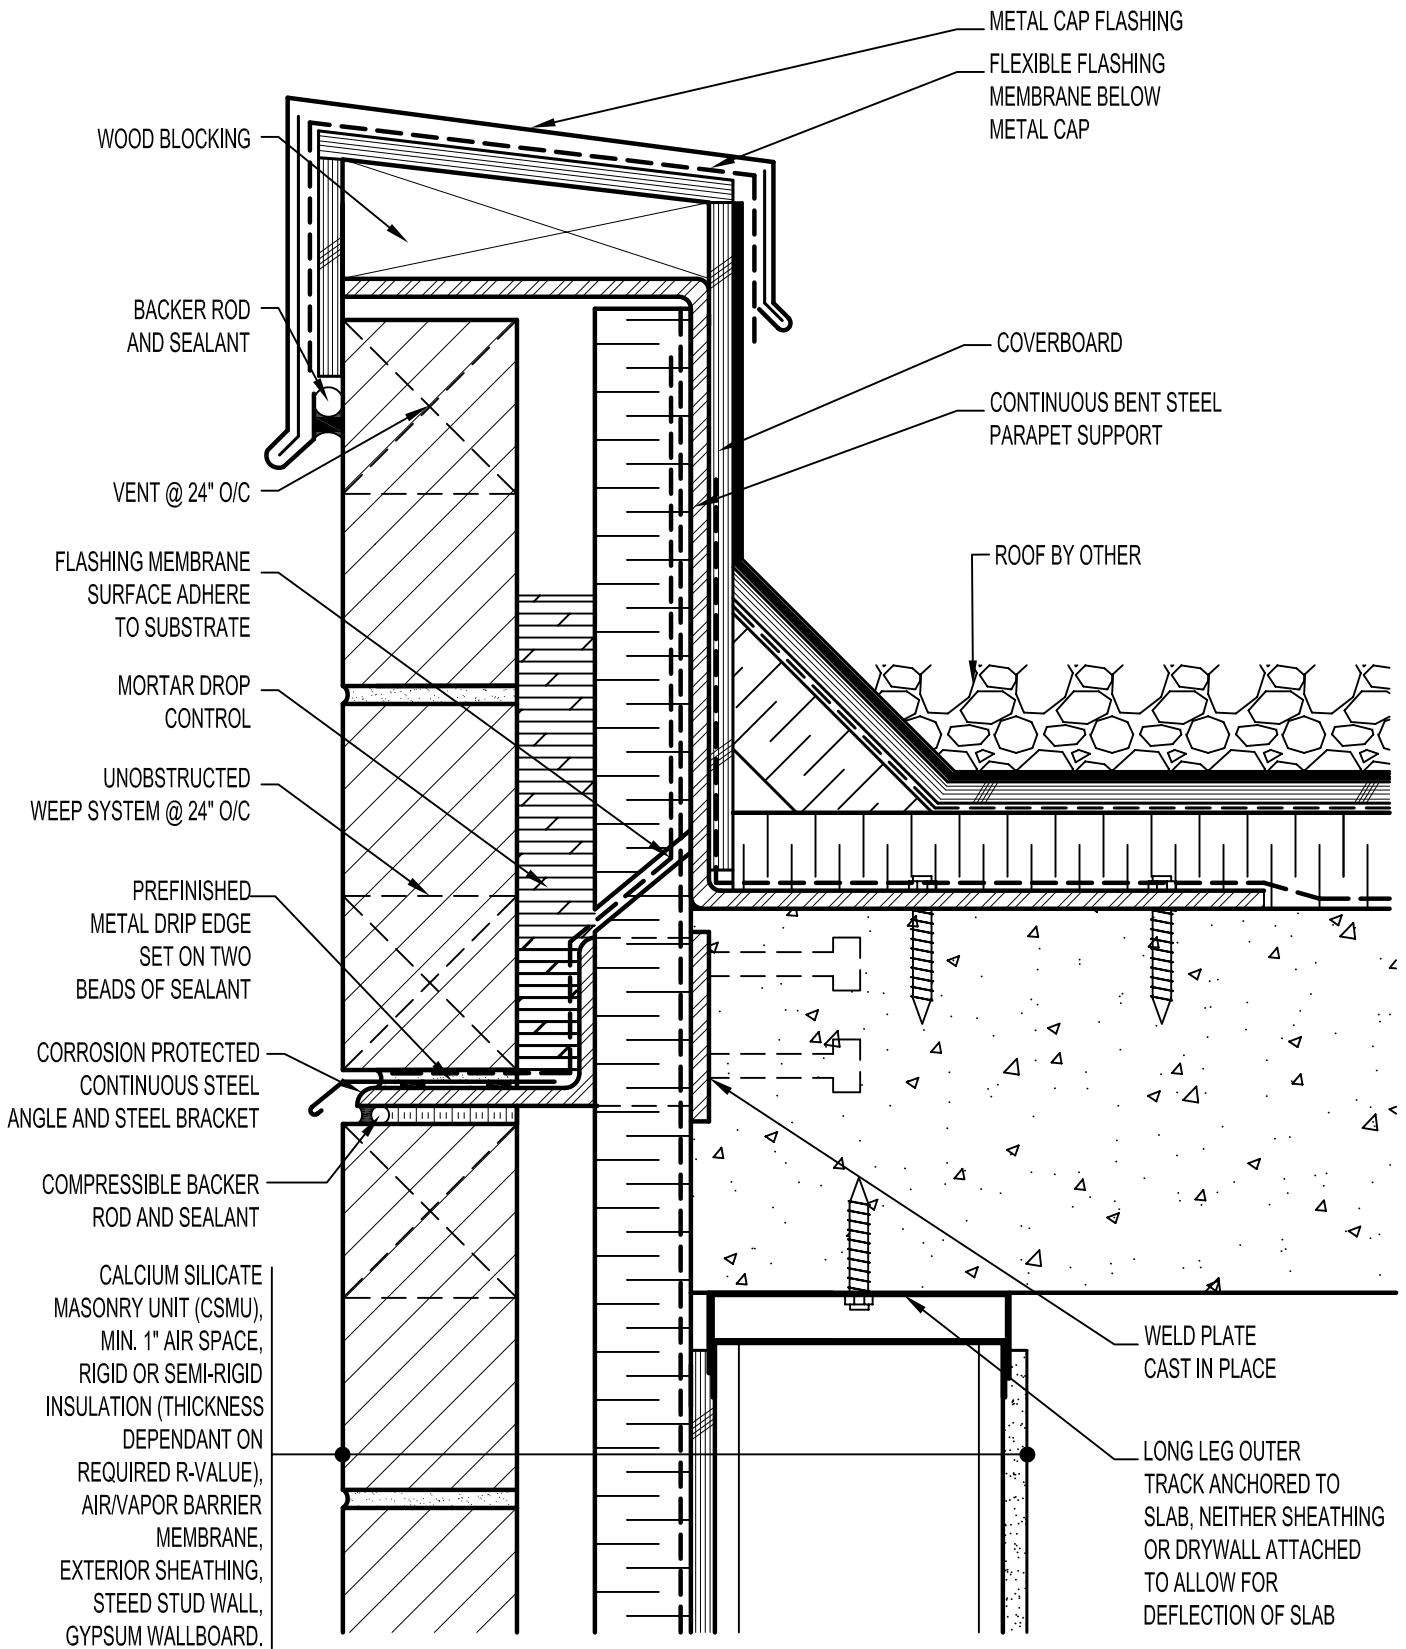 METAL CAP FLASHING
FLEXIBLE FLASHING
MEMBRANE BELOW
METAL CAP
WOOD BLOCKING
BACKER ROD
AND SEALANT
COVERBOARD
CONTINUOUS BENT STEEL
PARAPET SUPPORT
VENT @ 24" O/C
ROOF BY OTHER
FLASHING MEMBRANE
SURFACE ADHERE
TO SUBSTRATE
MORTAR DROP
CONTROL
UNOBSTRUCTED
WEEP SYSTEM @ 24" O/C
PREFINISHED
METAL DRIP EDGE
SET ON TWO
BEADS OF SEALANT
CORROSION PROTECTED
CONTINUOUS STEEL
ANGLE AND STEEL BRACKET
COMPRESSIBLE BACKER
ROD AND SEALANT
CALCIUM SILICATE
MASONRY UNIT (CSMU),
MIN. 1" AIR SPACE,
RIGID OR SEMI-RIGID
INSULATION (THICKNESS
DEPENDANT ON
REQUIRED R-VALUE),
AIR/VAPOR BARRIER
MEMBRANE,
EXTERIOR SHEATHING,
STEED STUD WALL,
GYPSUM WALLBOARD.
WELD PLATE
CAST IN PLACE
LONG LEG OUTER
TRACK ANCHORED TO
SLAB, NEITHER SHEATHING
OR DRYWALL ATTACHED
TO ALLOW FOR
DEFLECTION OF SLAB